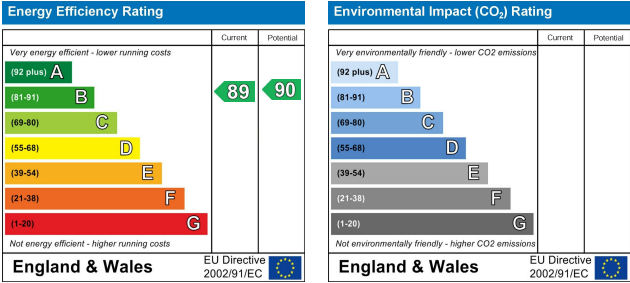 Energy Efficiency Rating
Current Potential
Very energy efficient - lower running costs
(92 plus) A
(81-91) B
89 90
(69-80) C
(55-68) D
(39-54) E
(21-38) F
(1-20) G
Not energy efficient - higher running costs
England & Wales
EU Directive
2002/91/EC
Environmental Impact (CO₂) Rating
Current Potential
Very environmentally friendly - lower CO2 emissions
(92 plus) A
(81-91) B
(69-80) C
(55-68) D
(39-54) E
(21-38) F
(1-20) G
Not environmentally friendly - higher CO2 emissions
England & Wales
EU Directive
2002/91/EC